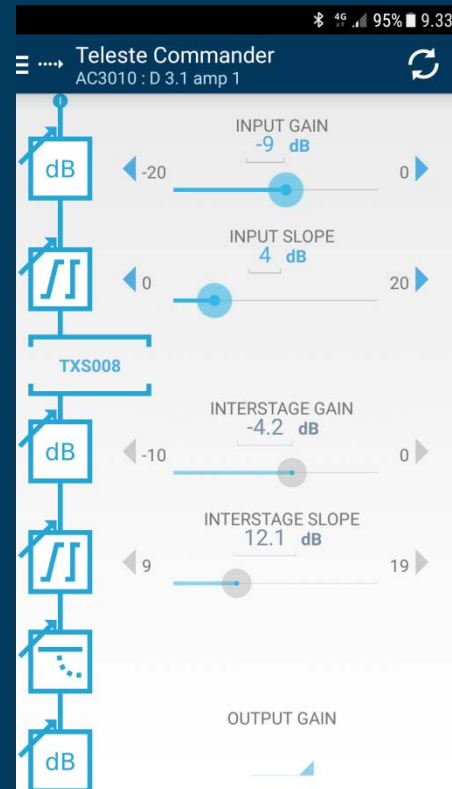 4G 95% 9.33
Teleste Commander
AC3010 : D 3.1 amp 1
INPUT GAIN
dB -9 dB
-20 0
INPUT SLOPE
4 dB
0 20
TXS008
INTERSTAGE GAIN
dB -4.2 dB
-10 0
INTERSTAGE SLOPE
12.1 dB
9 19
OUTPUT GAIN
dB